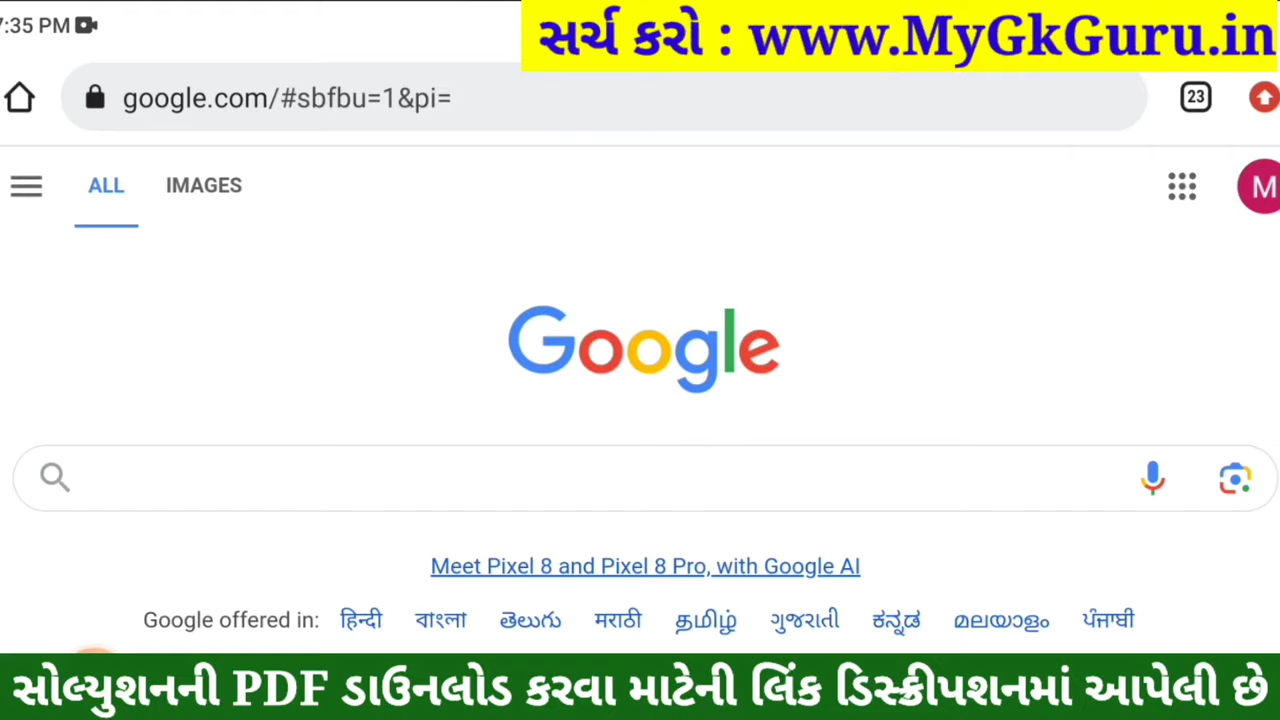 7:35 PM
સર્ચ કરો : www.MyGkGuru.in
google.com/#sbfbu=1&pi=
23
ALL IMAGES
M
Google
Meet Pixel 8 and Pixel 8 Pro, with Google AI
Google offered in: हिन्दी বাংলা తెలుగు मराठी தமிழ் ગુજરાતી ಕನ್ನಡ മലയാളം ਪੰਜਾਬੀ
સોલ્યુશનની PDF ડાઉનલોડ કરવા માટેની લિંક ડિસ્ક્રીપશનમાં આપેલી છે